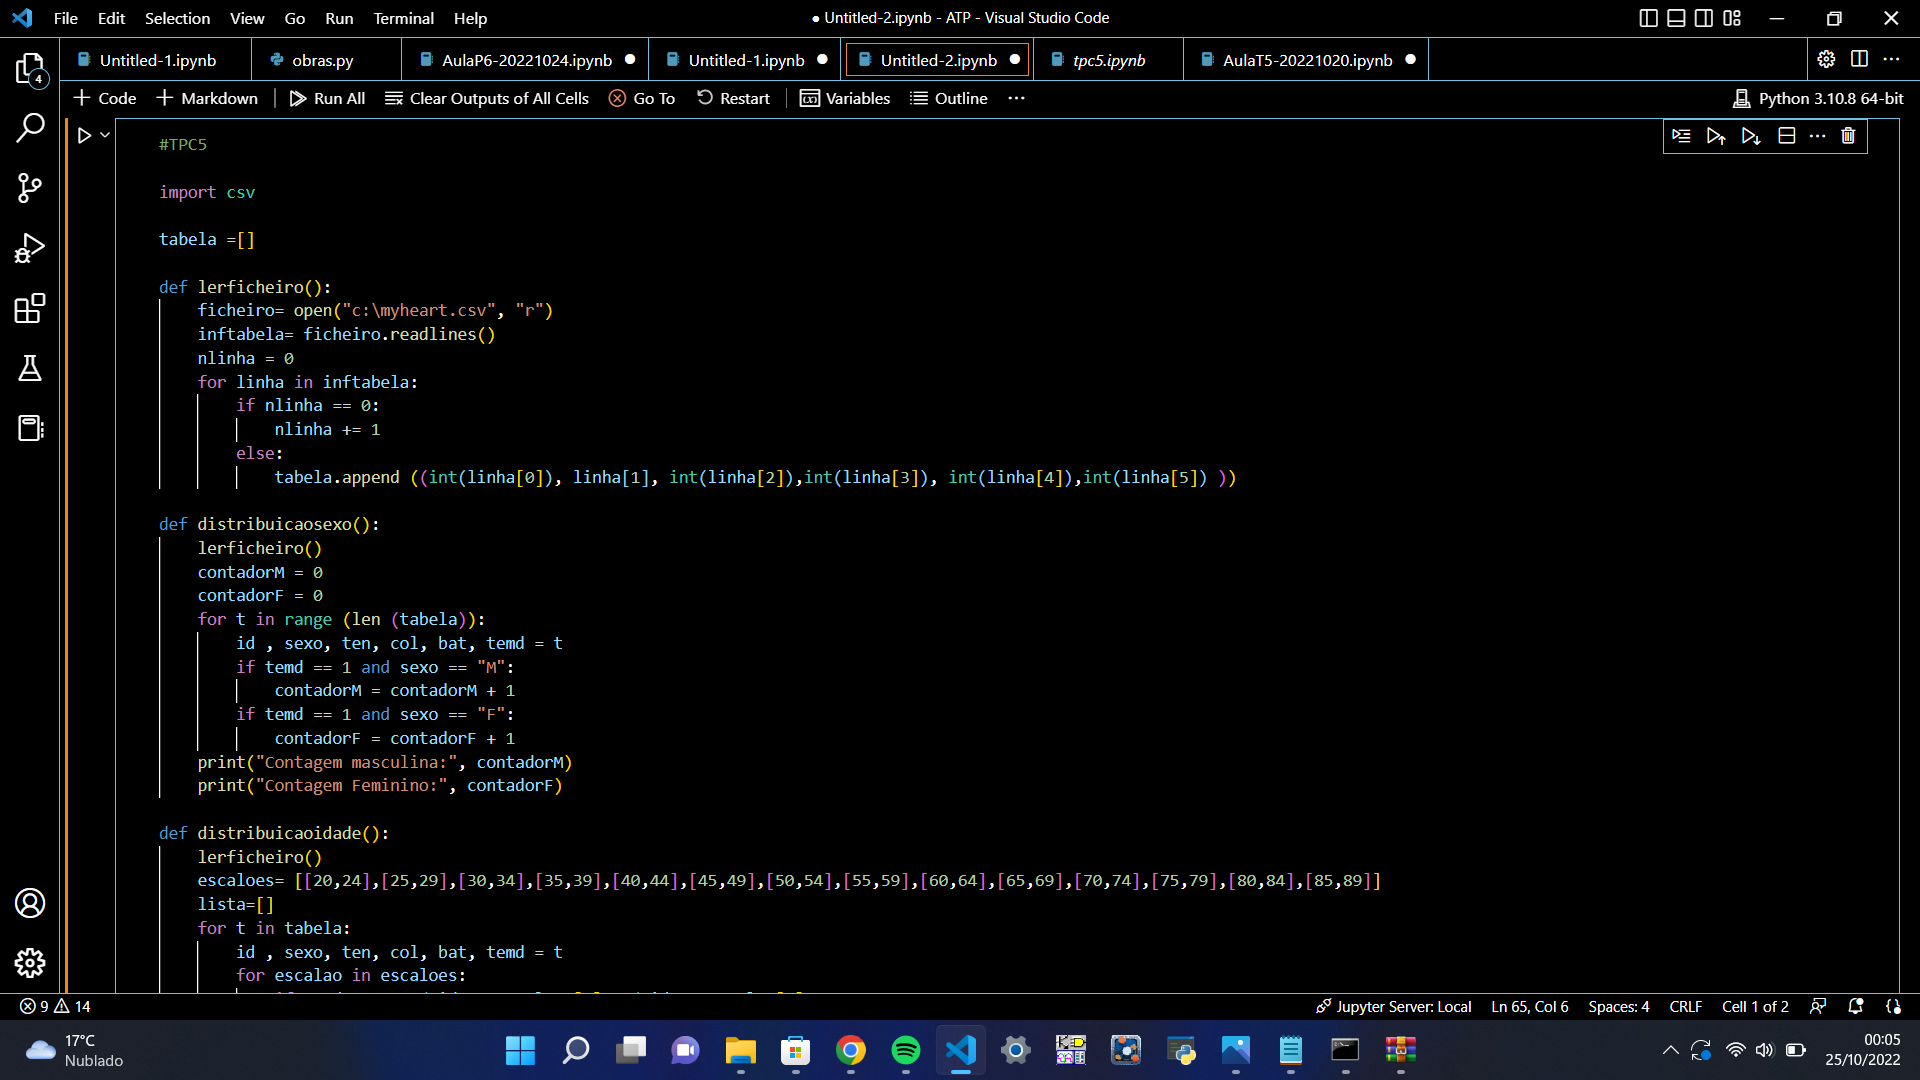 File Edit Selection View Go Run Terminal Help
● Untitled-2.ipynb - ATP - Visual Studio Code
Untitled-1.ipynb
obras.py
AulaP6-20221024.ipynb
Untitled-1.ipynb
Untitled-2.ipynb
tpc5.ipynb
AulaT5-20221020.ipynb
4
+ Code + Markdown | Run All Clear Outputs of All Cells Go To Restart | Variables Outline ···
Python 3.10.8 64-bit
#TPC5
import csv
tabela =[]
def lerficheiro():
    ficheiro= open("c:\myheart.csv", "r")
    inftabela= ficheiro.readlines()
    nlinha = 0
    for linha in inftabela:
        if nlinha == 0:
            nlinha += 1
        else:
            tabela.append ((int(linha[0]), linha[1], int(linha[2]),int(linha[3]), int(linha[4]),int(linha[5]) ))
def distribuicaosexo():
    lerficheiro()
    contadorM = 0
    contadorF = 0
    for t in range (len (tabela)):
        id , sexo, ten, col, bat, temd = t
        if temd == 1 and sexo == "M":
            contadorM = contadorM + 1
        if temd == 1 and sexo == "F":
            contadorF = contadorF + 1
    print("Contagem masculina:", contadorM)
    print("Contagem Feminino:", contadorF)
def distribuicaoidade():
    lerficheiro()
    escaloes= [[20,24],[25,29],[30,34],[35,39],[40,44],[45,49],[50,54],[55,59],[60,64],[65,69],[70,74],[75,79],[80,84],[85,89]]
    lista=[]
    for t in tabela:
        id , sexo, ten, col, bat, temd = t
        for escalao in escaloes:
9 14
Jupyter Server: Local Ln 65, Col 6 Spaces: 4 CRLF Cell 1 of 2
17°C
Nublado
00:05
25/10/2022